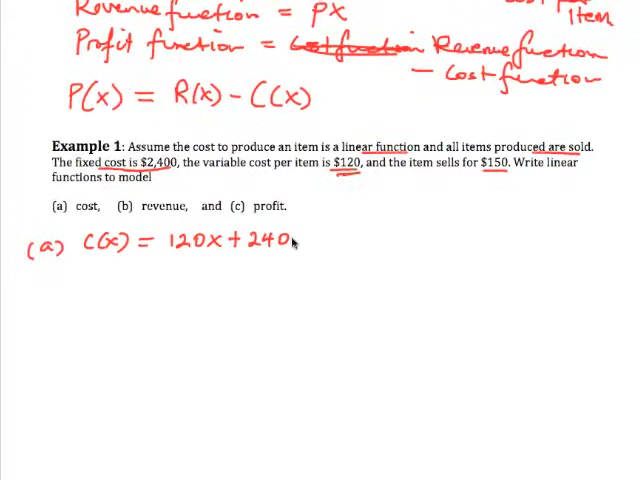 Revenue function = px
Item
Profit function = Cost function Revenue function
- Cost function
P(x) = R(x) - C(x)
Example 1: Assume the cost to produce an item is a linear function and all items produced are sold.
The fixed cost is $2,400, the variable cost per item is $120, and the item sells for $150. Write linear
functions to model
(a) cost, (b) revenue, and (c) profit.
(a) C(x) = 120x + 240